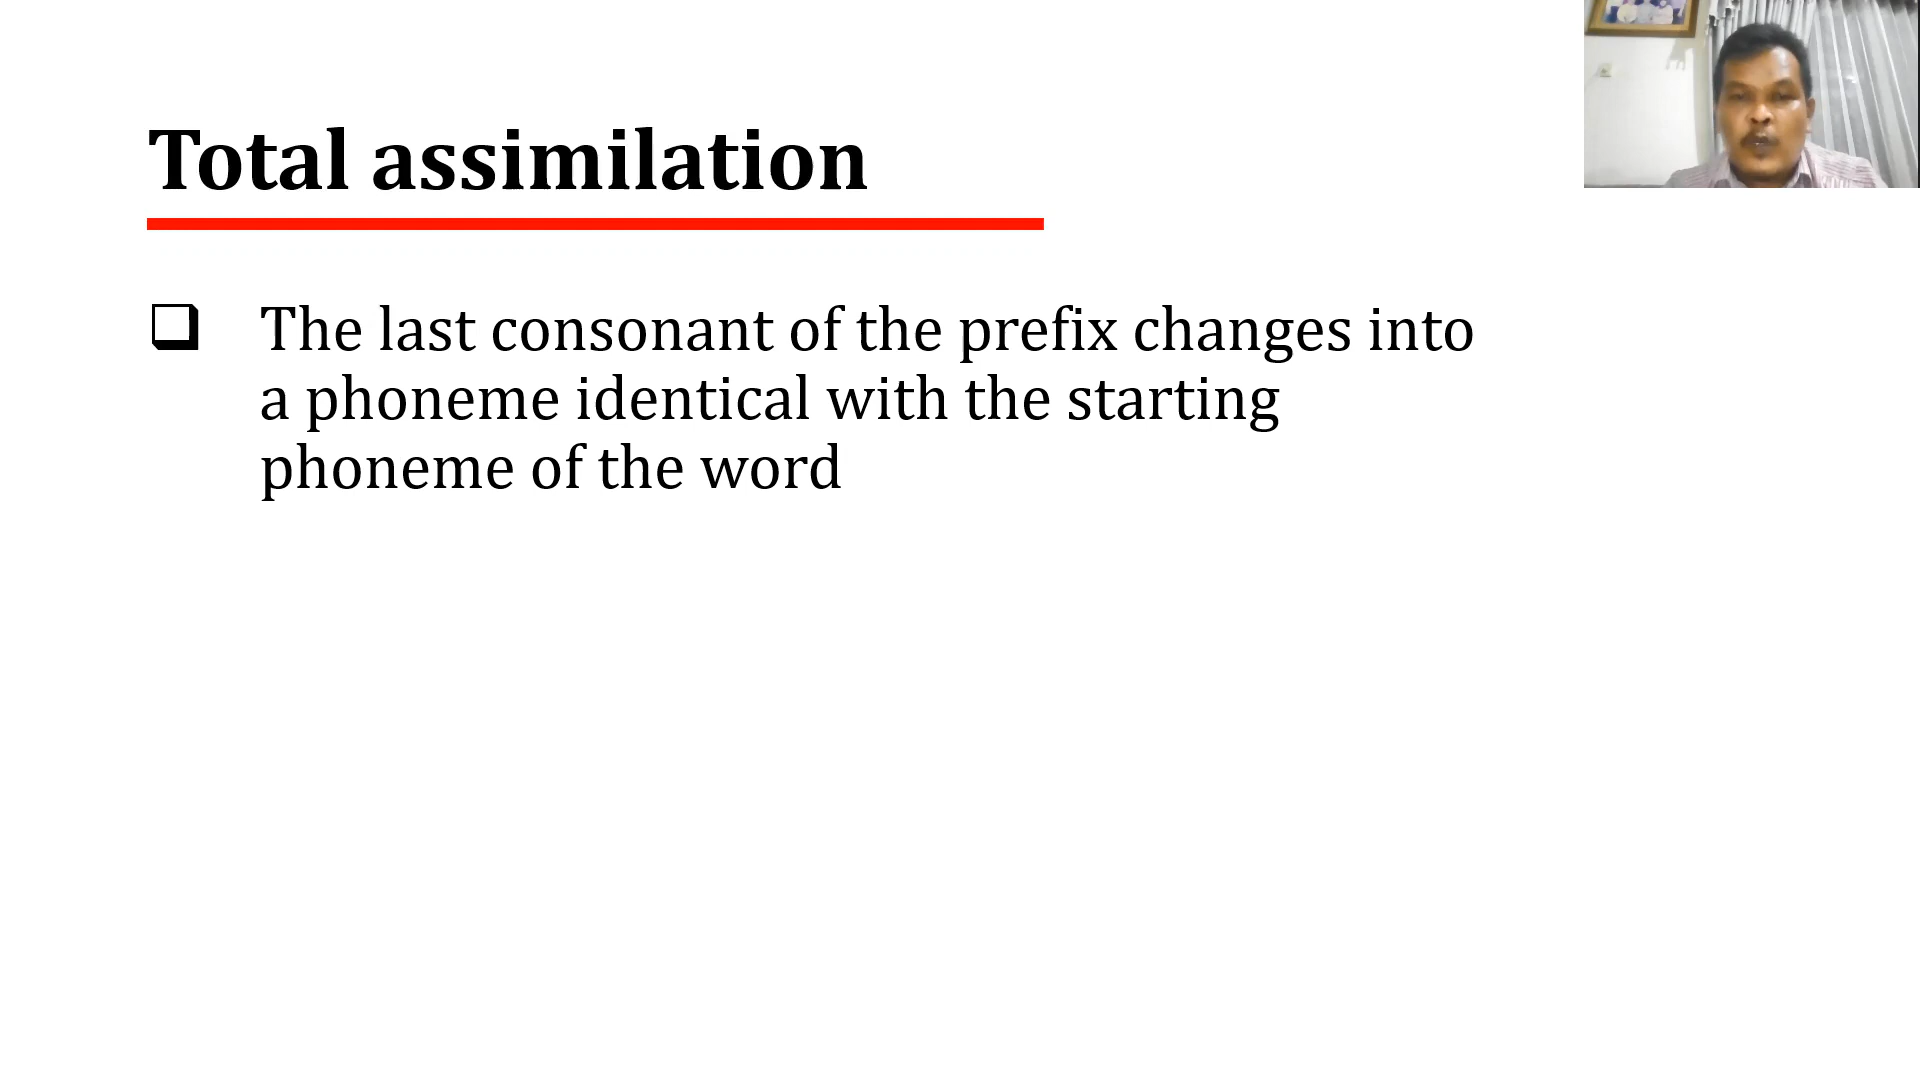 Total assimilation
The last consonant of the prefix changes into
a phoneme identical with the starting
phoneme of the word